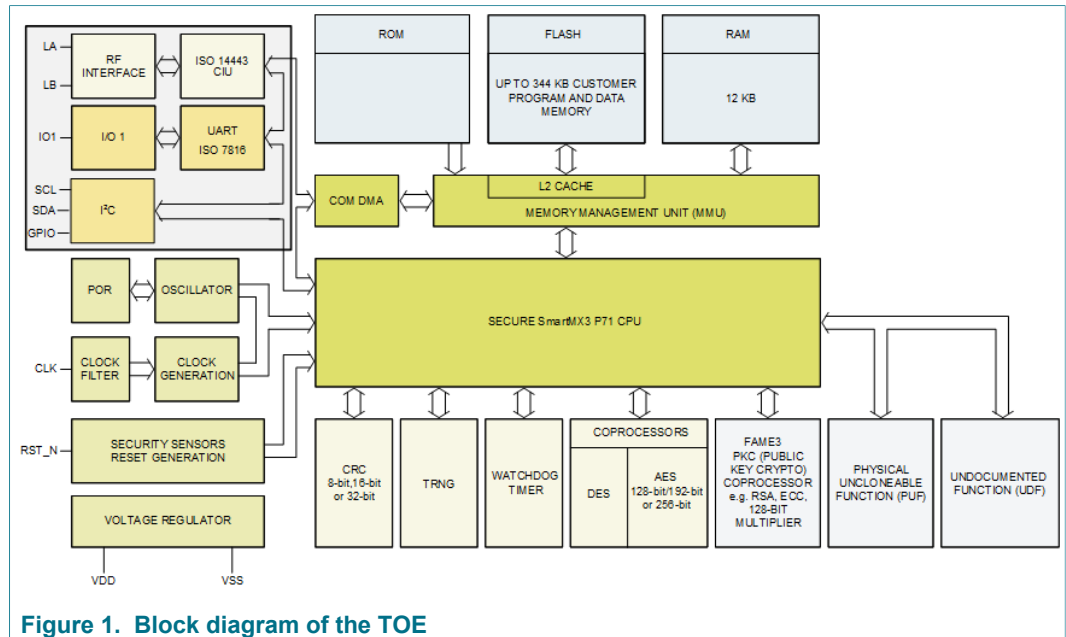 LA
LB
RF
INTERFACE
ISO 14443
CIU
IO1
I/O 1
UART
ISO 7816
SCL
SDA
GPIO
I²C
ROM
FLASH
UP TO 344 KB CUSTOMER
PROGRAM AND DATA
MEMORY
RAM
12 KB
COM DMA
L2 CACHE
MEMORY MANAGEMENT UNIT (MMU)
POR
OSCILLATOR
CLK
CLOCK
FILTER
CLOCK
GENERATION
SECURE SmartMX3 P71 CPU
RST_N
SECURITY SENSORS
RESET GENERATION
VOLTAGE REGULATOR
VDD
VSS
CRC
8-bit,16-bit
or 32-bit
TRNG
WATCHDOG
TIMER
COPROCESSORS
DES
AES
128-bit/192-bit
or 256-bit
FAME3
PKC (PUBLIC
KEY CRYPTO)
COPROCESSOR
e.g. RSA, ECC,
128-BIT
MULTIPLIER
PHYSICAL
UNCLONEABLE
FUNCTION (PUF)
UNDOCUMENTED
FUNCTION (UDF)
Figure 1. Block diagram of the TOE